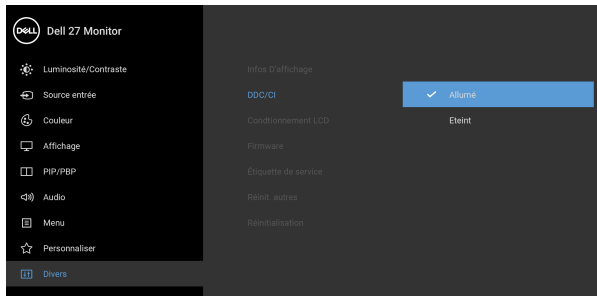 DELL Dell 27 Monitor
Luminosité/Contraste
Source entrée
Couleur
Affichage
PIP/PBP
Audio
Menu
Personnaliser
Divers
Infos D'affichage
DDC/CI
Condtionnement LCD
Firmware
Étiquette de service
Réinit. autres
Réinitialisation
Allumé
Eteint